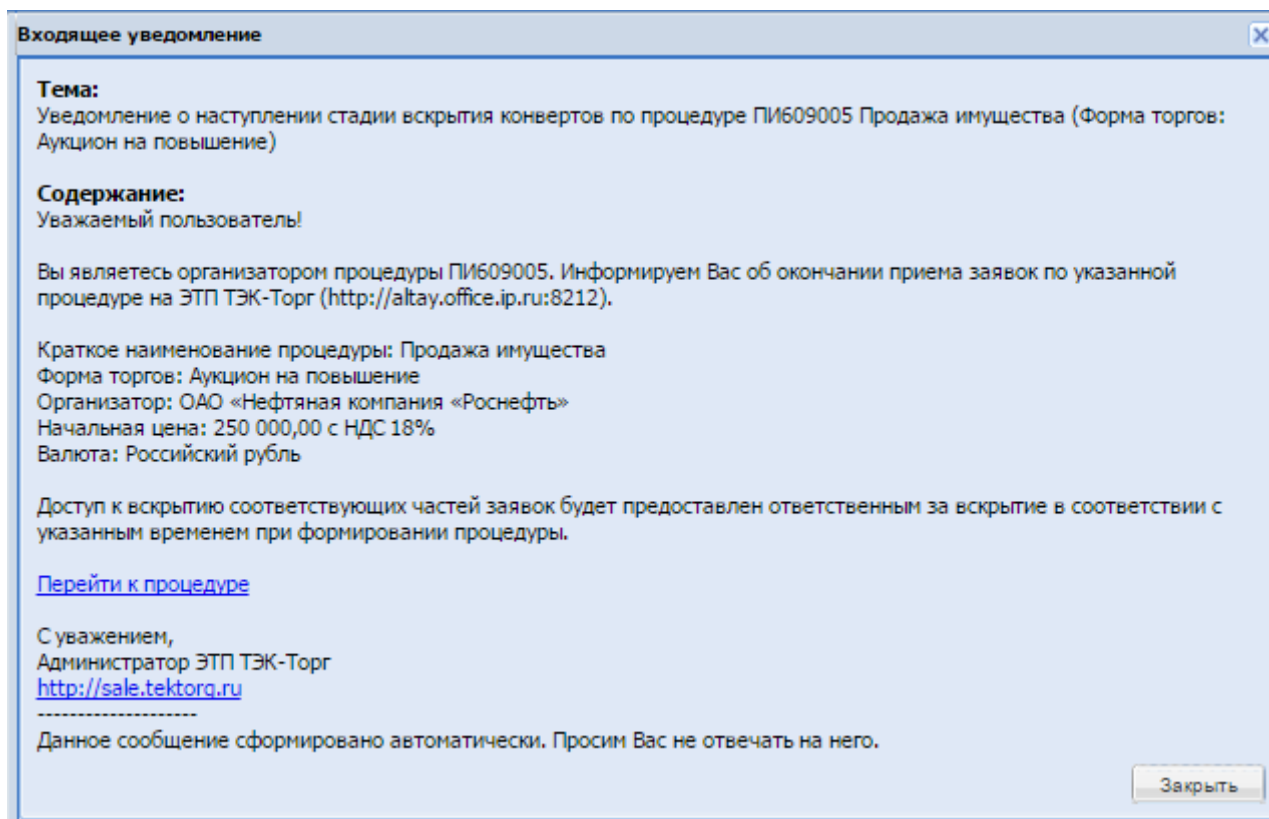 Входящее уведомление
Тема:
Уведомление о наступлении стадии вскрытия конвертов по процедуре ПИ609005 Продажа имущества (Форма торгов:
Аукцион на повышение)
Содержание:
Уважаемый пользователь!
Вы являетесь организатором процедуры ПИ609005. Информируем Вас об окончании приема заявок по указанной
процедуре на ЭТП ТЭК-Торг (http://altay.office.ip.ru:8212).
Краткое наименование процедуры: Продажа имущества
Форма торгов: Аукцион на повышение
Организатор: ОАО «Нефтяная компания «Роснефть»
Начальная цена: 250 000,00 с НДС 18%
Валюта: Российский рубль
Доступ к вскрытию соответствующих частей заявок будет предоставлен ответственным за вскрытие в соответствии с
указанным временем при формировании процедуры.
Перейти к процедуре
С уважением,
Администратор ЭТП ТЭК-Торг
http://sale.tektorg.ru
--------------------
Данное сообщение сформировано автоматически. Просим Вас не отвечать на него.
Закрыть